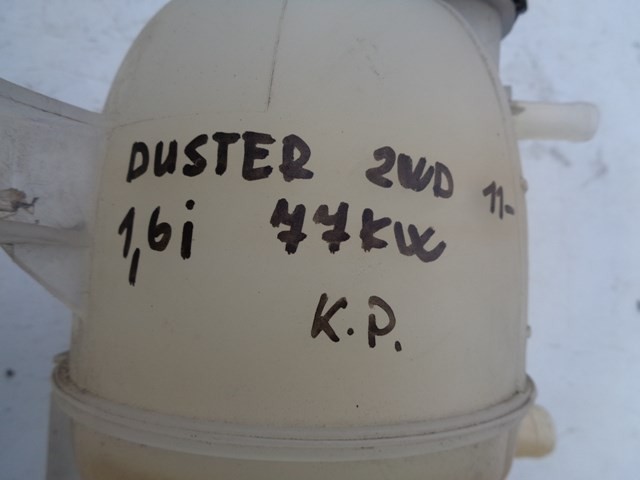 DUSTER 2WD 11-
1,6i 77KW
K.P.